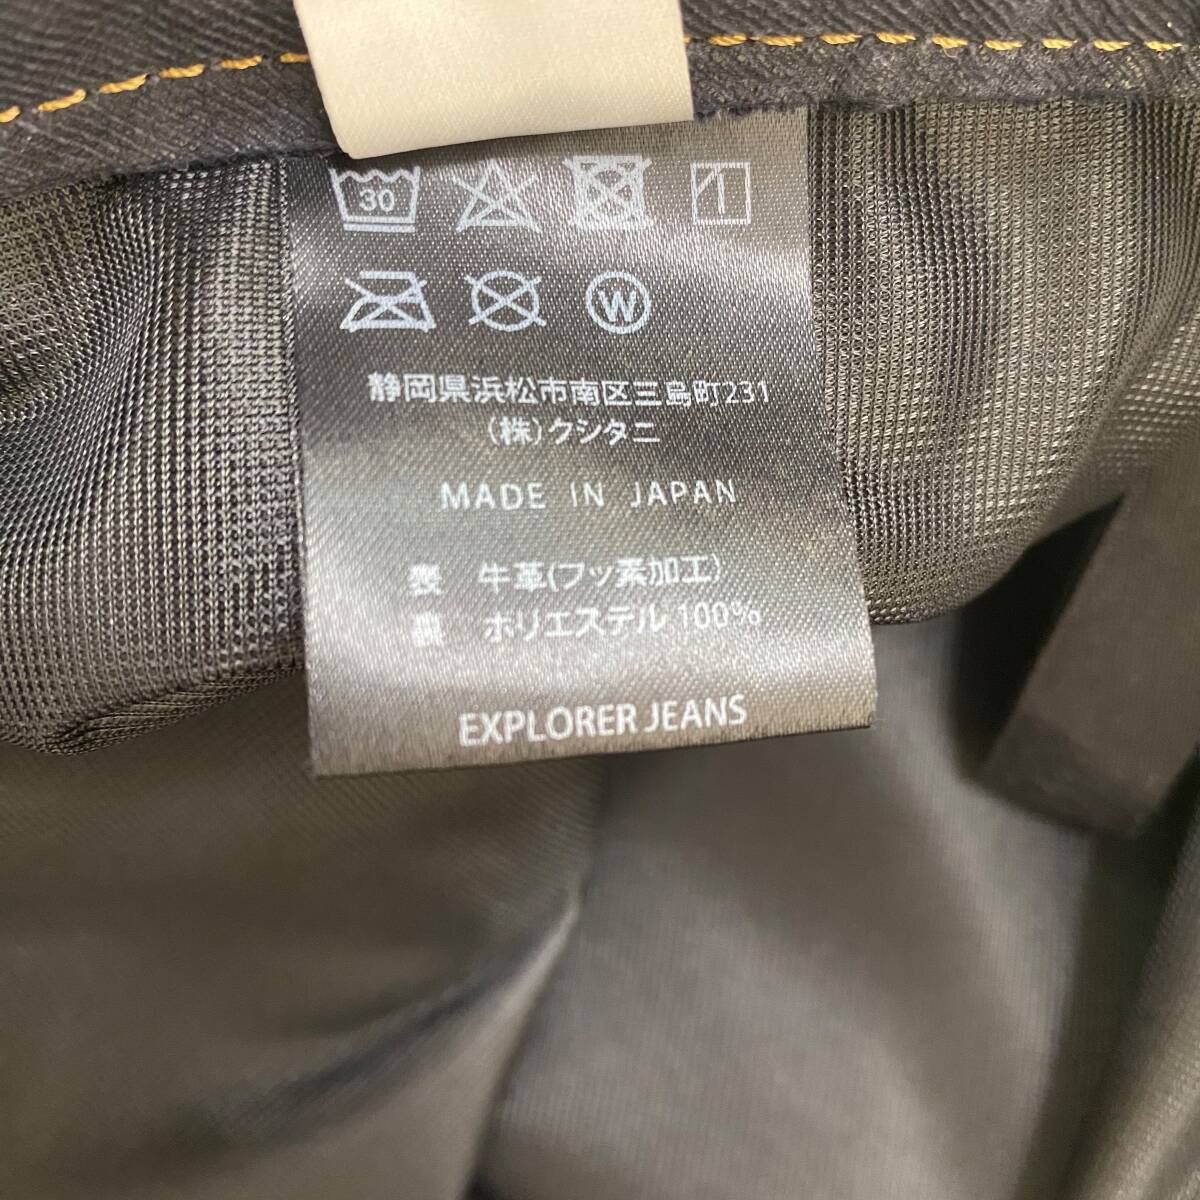 30
W
静岡県浜松市南区三島町231
(株)クシタニ
MADE IN JAPAN
表 牛革(フッ素加工)
裏 ポリエステル 100%
EXPLORER JEANS